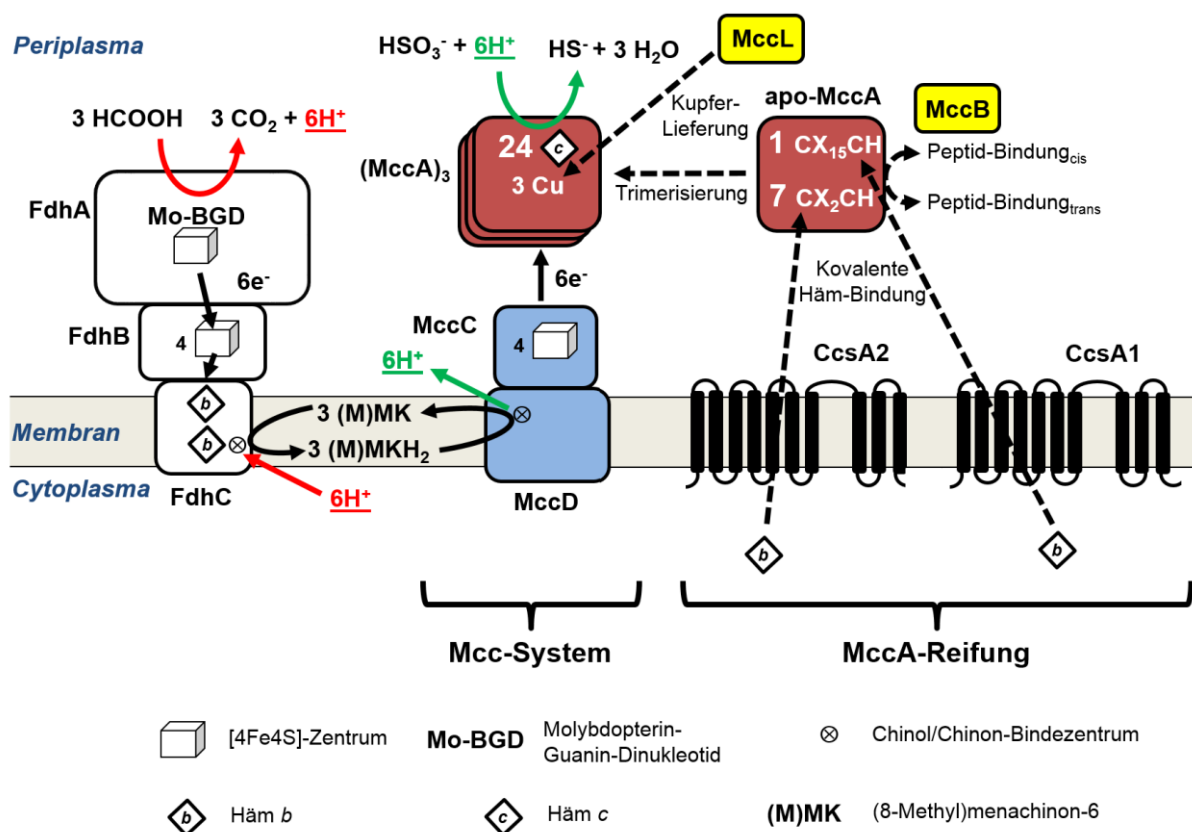 Periplasma
HSO3- + 6H+
HS- + 3 H2O
MccL
Kupfer-
Lieferung
apo-MccA
MccB
3 HCOOH
3 CO2 + 6H+
(MccA)3
24 c
3 Cu
Trimerisierung
1 CX15CH
7 CX2CH
Peptid-Bindungcis
Peptid-Bindungtrans
FdhA
Mo-BGD
6e-
6e-
Kovalente
Häm-Bindung
FdhB
4
MccC
4
6H+
CcsA2
CcsA1
b
b
3 (M)MK
3 (M)MKH2
Membran
Cytoplasma
FdhC
6H+
MccD
b
b
Mcc-System
MccA-Reifung
[4Fe4S]-Zentrum
Mo-BGD
Molybdopterin-
Guanin-Dinukleotid
Chinol/Chinon-Bindezentrum
b
Häm b
c
Häm c
(M)MK
(8-Methyl)menachinon-6